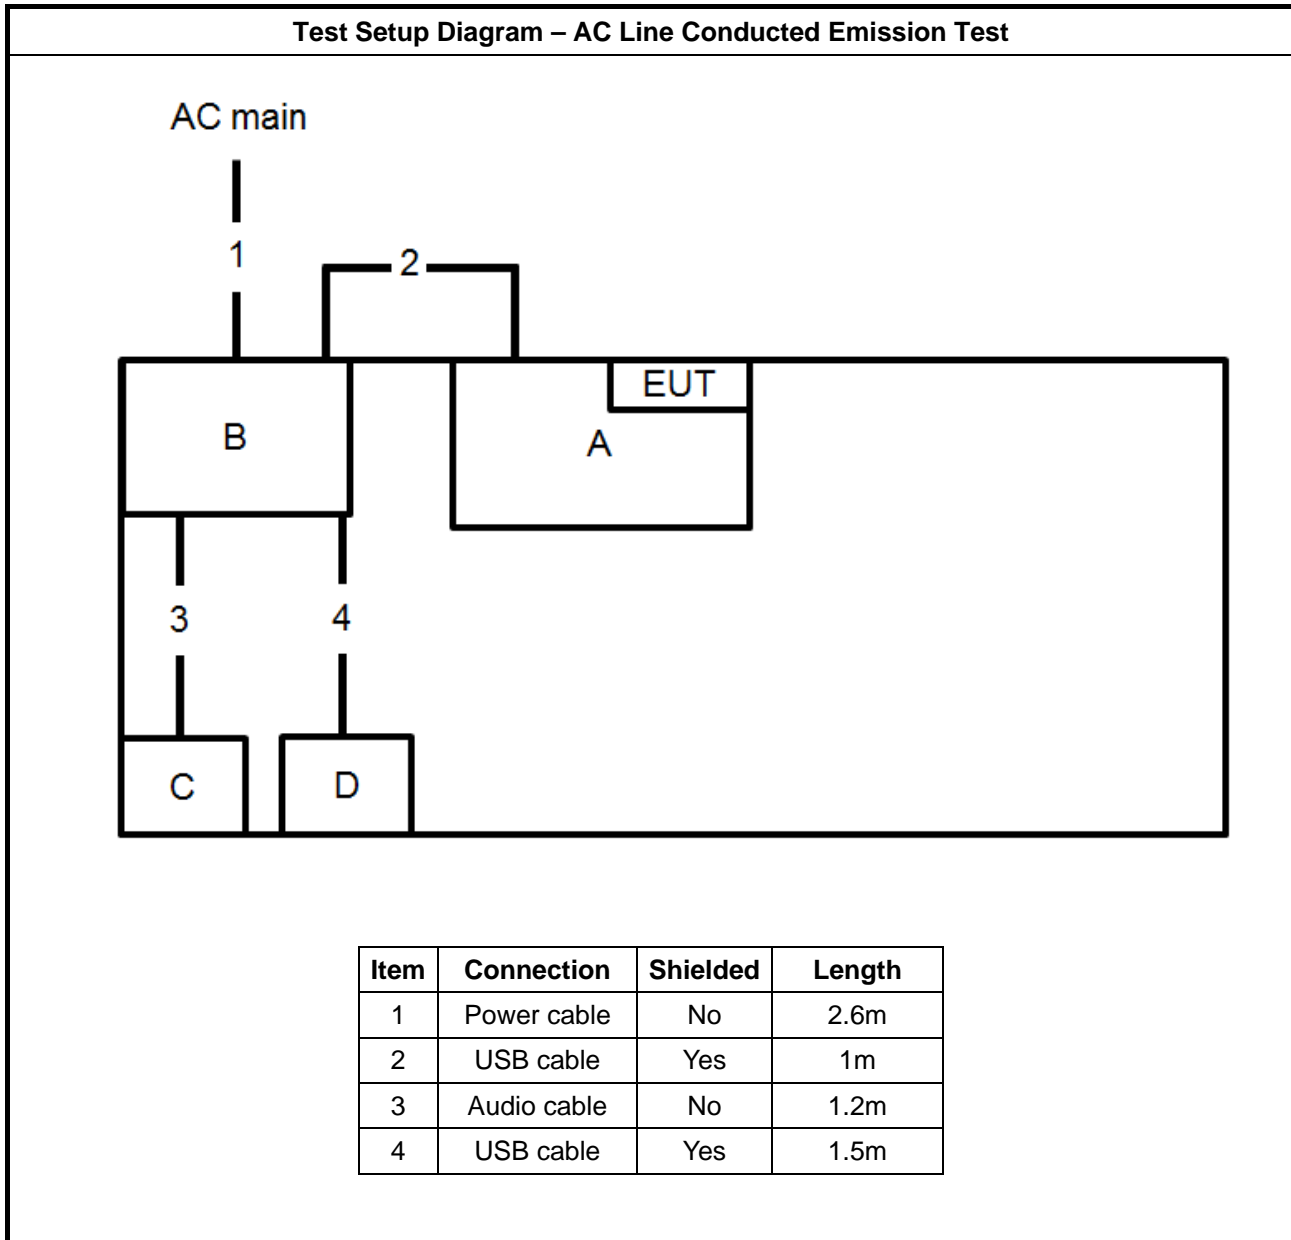 Test Setup Diagram – AC Line Conducted Emission Test
AC main
1
2
EUT
B
A
3
4
C
D
Item Connection Shielded Length
1 Power cable No 2.6m
2 USB cable Yes 1m
3 Audio cable No 1.2m
4 USB cable Yes 1.5m